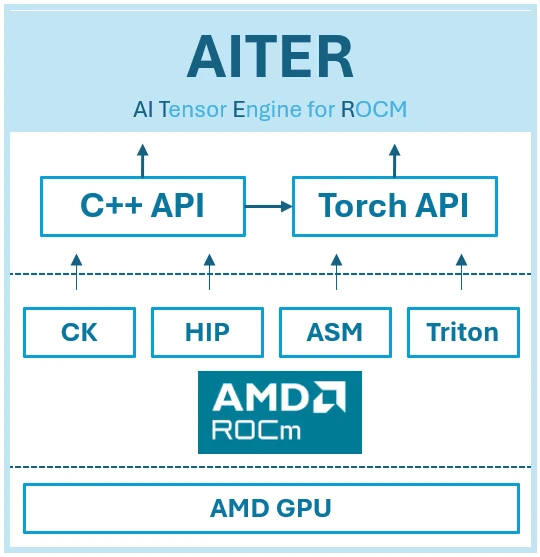 AITER
AI Tensor Engine for ROCM
C++ API
Torch API
CK
HIP
ASM
Triton
AMD
ROCm
AMD GPU